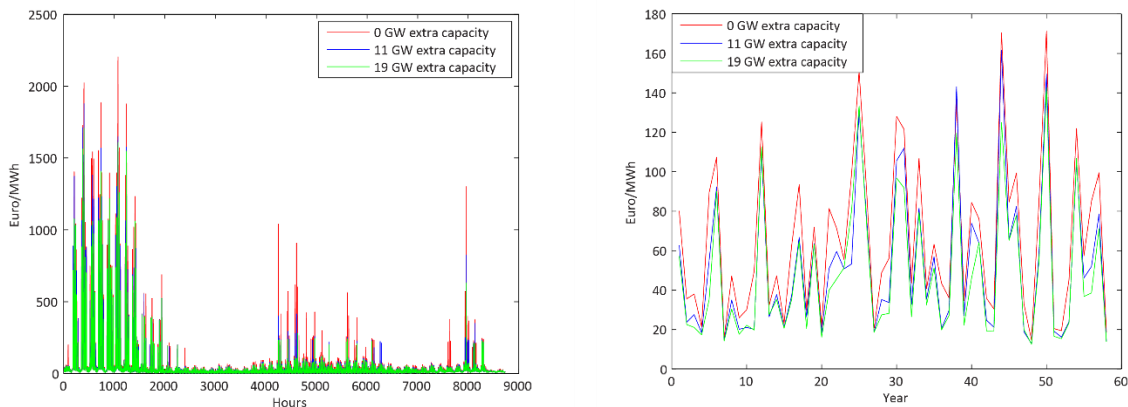 2500
2000
1500
1000
500
0
Euro/MWh
0 GW extra capacity
11 GW extra capacity
19 GW extra capacity
0 1000 2000 3000 4000 5000 6000 7000 8000 9000
Hours
180
160
140
120
100
80
60
40
20
0
Euro/MWh
0 GW extra capacity
11 GW extra capacity
19 GW extra capacity
0 10 20 30 40 50 60
Year